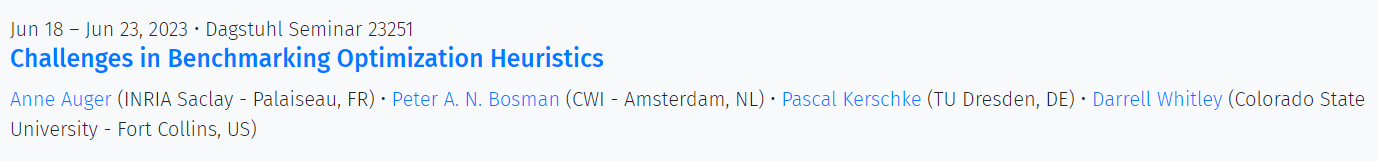 Jun 18 – Jun 23, 2023 · Dagstuhl Seminar 23251
Challenges in Benchmarking Optimization Heuristics
Anne Auger (INRIA Saclay - Palaiseau, FR) · Peter A. N. Bosman (CWI - Amsterdam, NL) · Pascal Kerschke (TU Dresden, DE) · Darrell Whitley (Colorado State
University - Fort Collins, US)